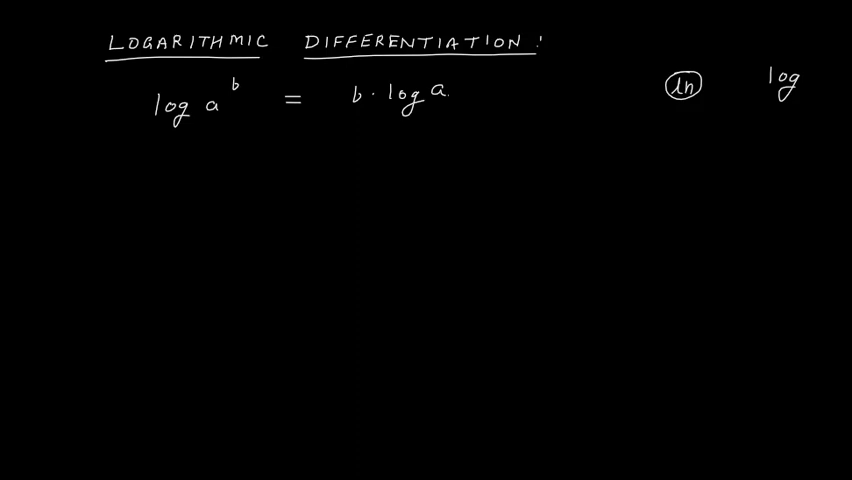 LOGARITHMIC DIFFERENTIATION :
log a^b = b · log a. ln log